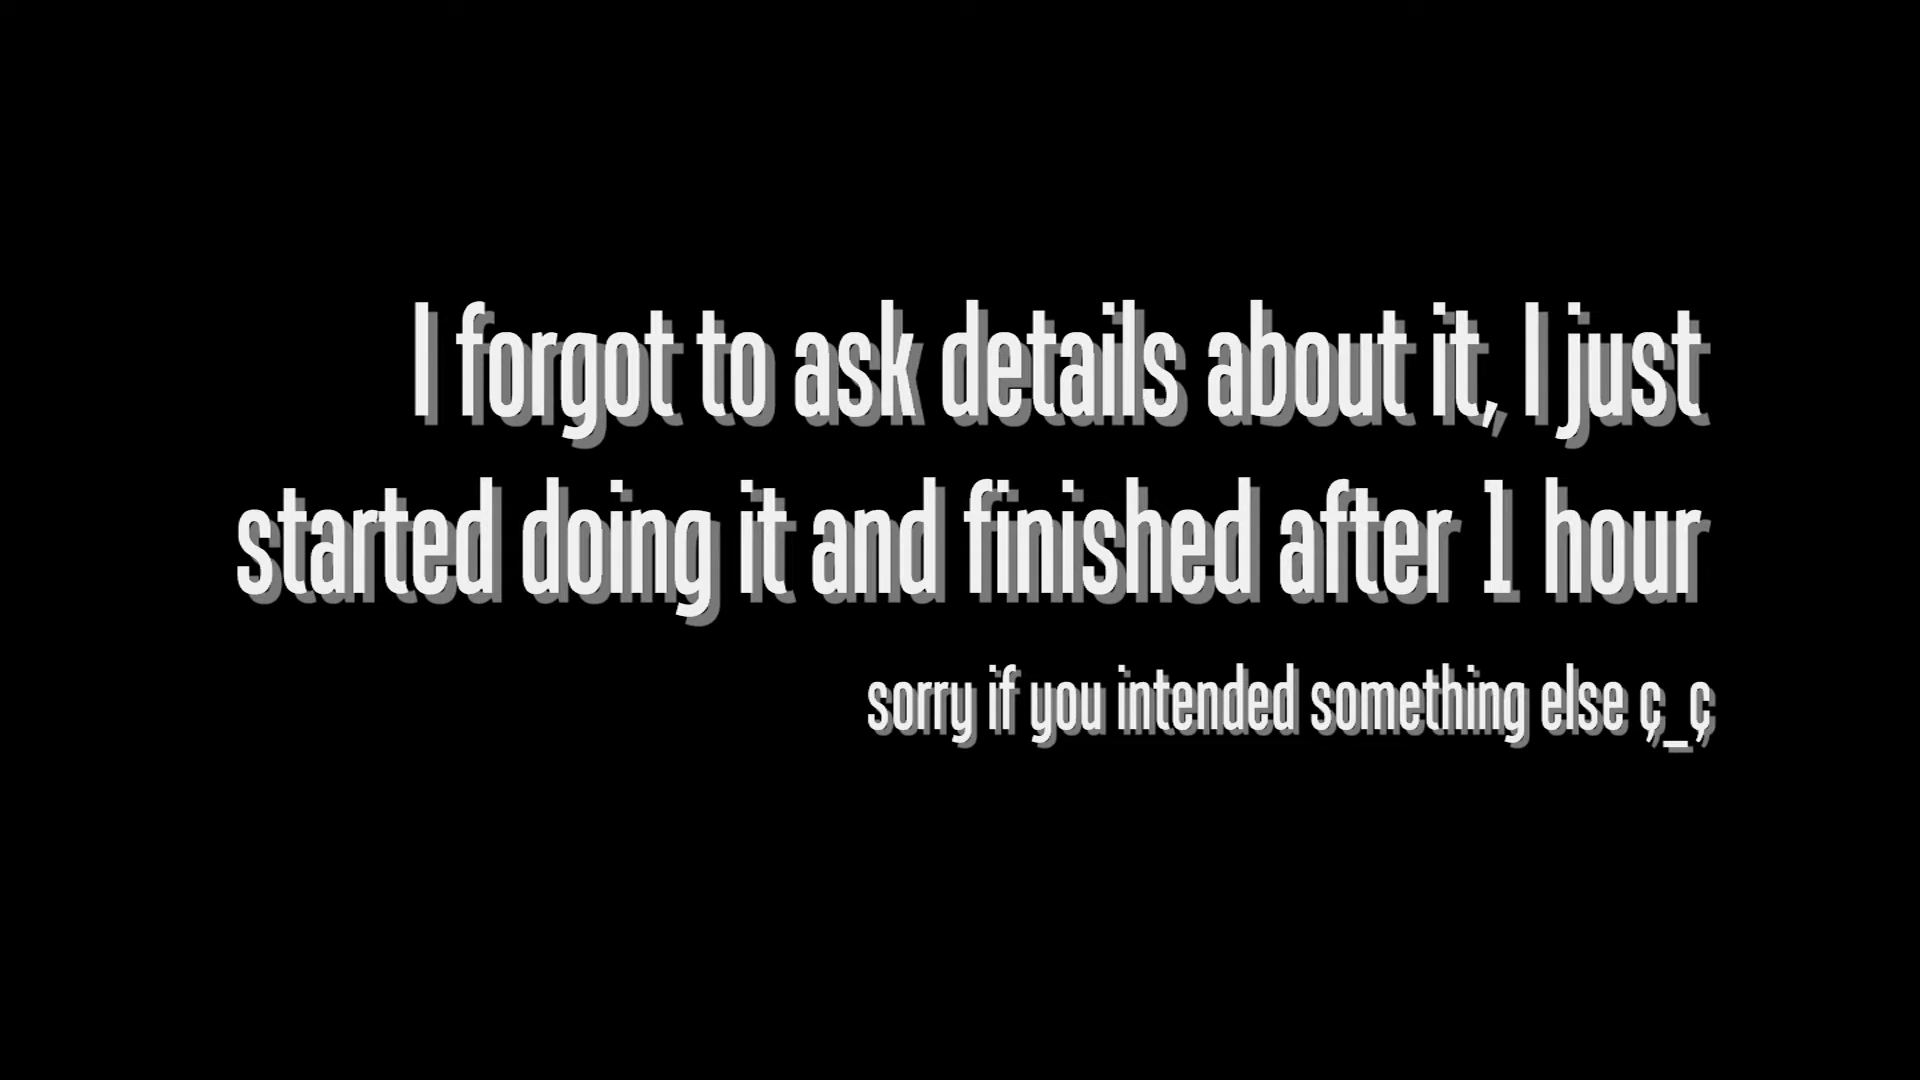 I forgot to ask details about it, I just
started doing it and finished after 1 hour
sorry if you intended something else ç_ç